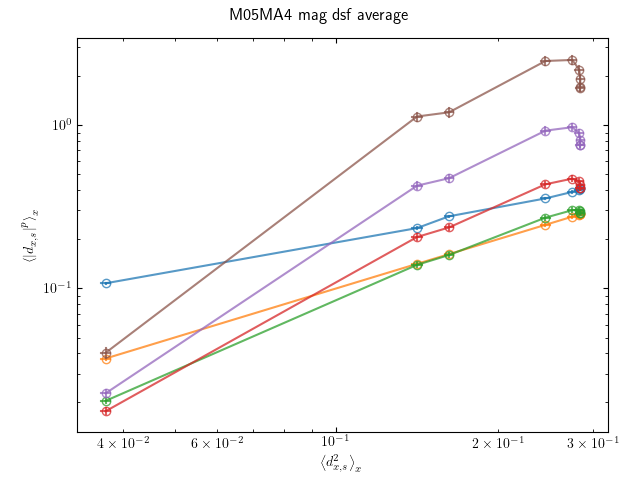 M05MA4 mag dsf average
⟨|d_{x,s}|^p⟩_x
10^0
10^{-1}
4 × 10^{-2}
6 × 10^{-2}
10^{-1}
2 × 10^{-1}
3 × 10^{-1}
⟨d_{x,s}^2⟩_x